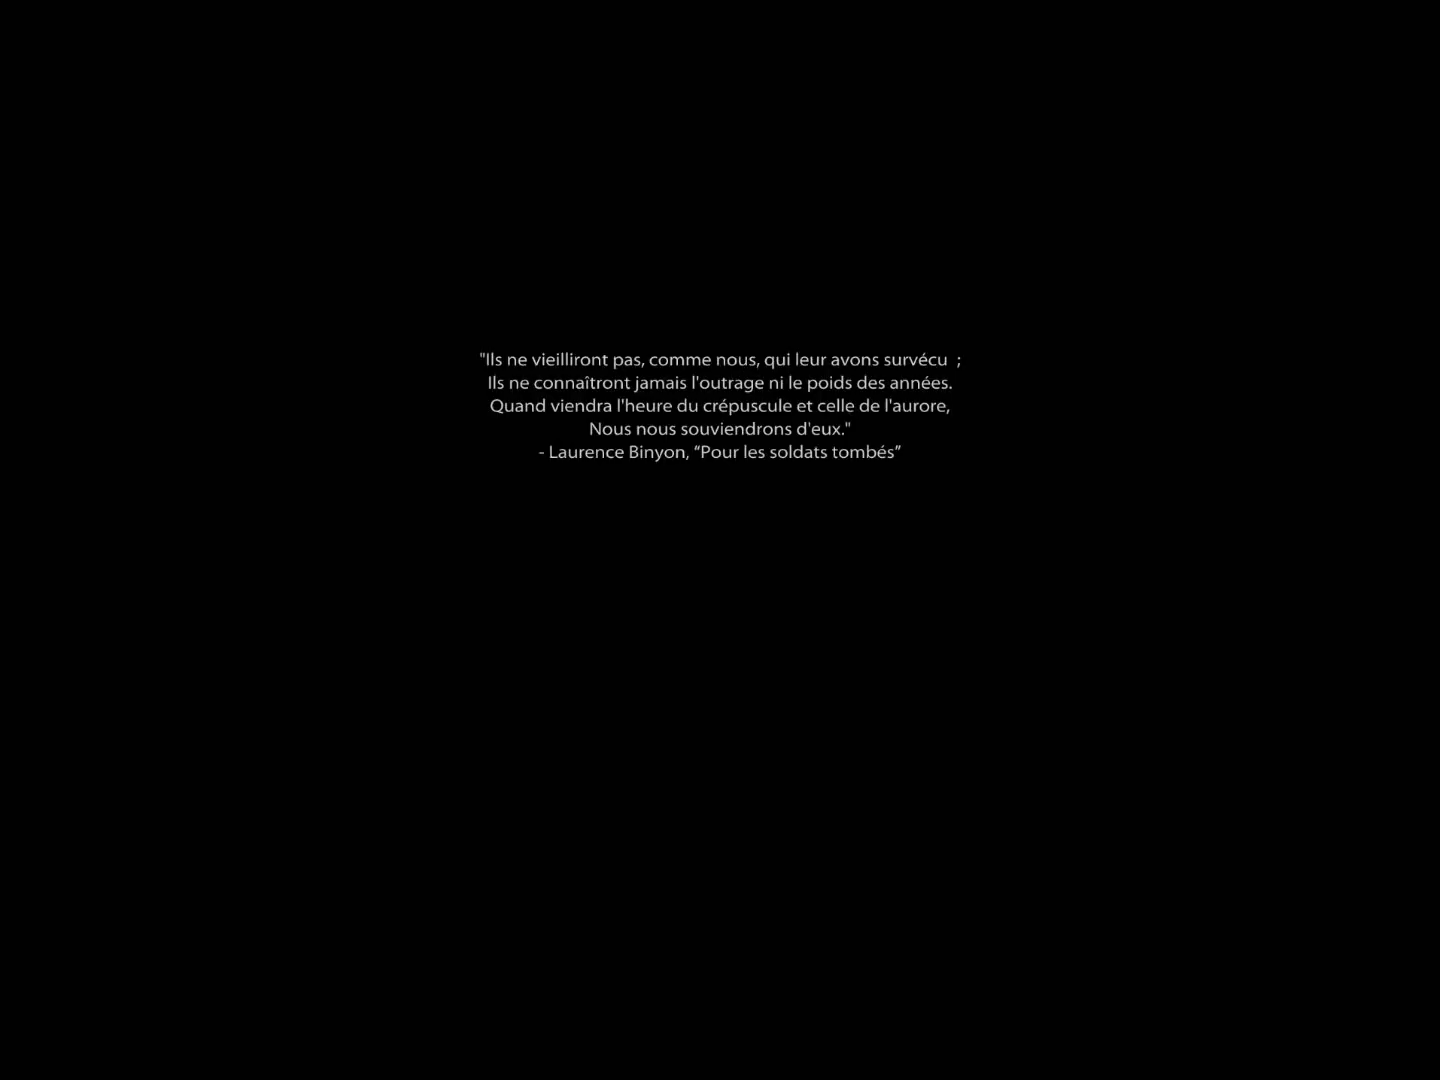 "Ils ne vieilliront pas, comme nous, qui leur avons survécu  ;
Ils ne connaîtront jamais l'outrage ni le poids des années.
Quand viendra l'heure du crépuscule et celle de l'aurore,
Nous nous souviendrons d'eux."
- Laurence Binyon, “Pour les soldats tombés”